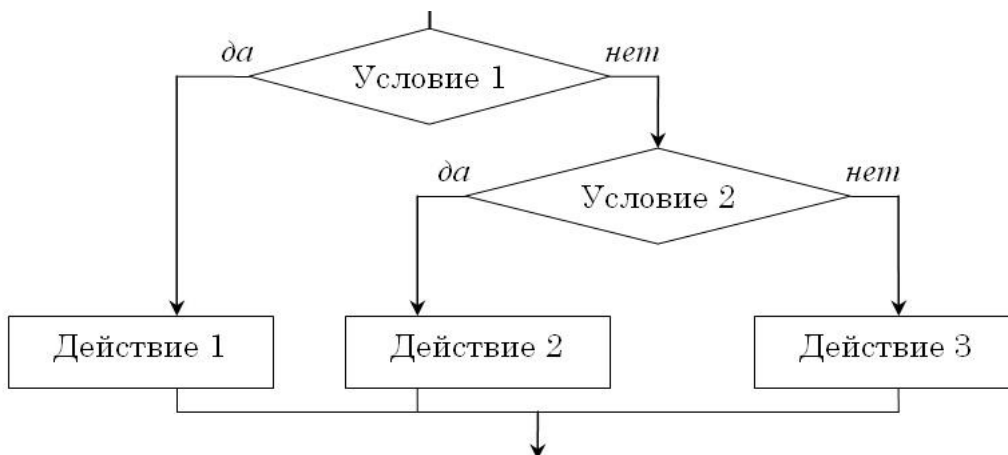 да
нет
Условие 1
да
нет
Условие 2
Действие 1
Действие 2
Действие 3